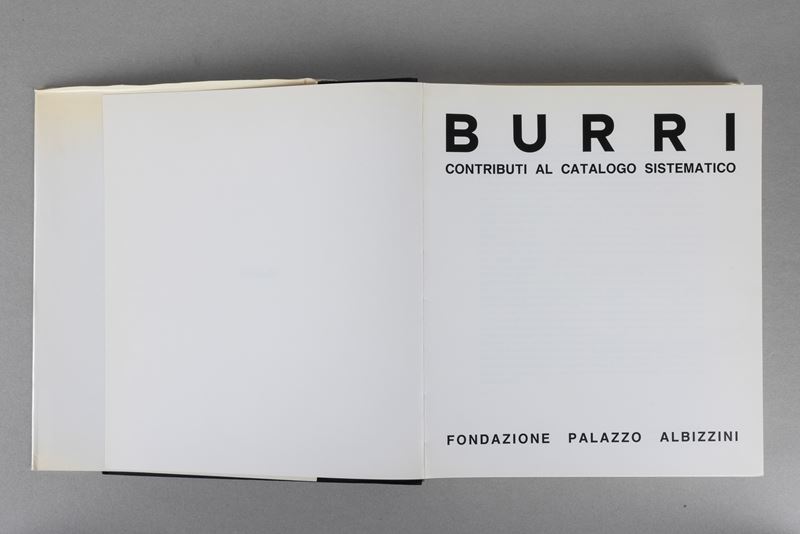 BURRI
CONTRIBUTI AL CATALOGO SISTEMATICO
FONDAZIONE PALAZZO ALBIZZINI